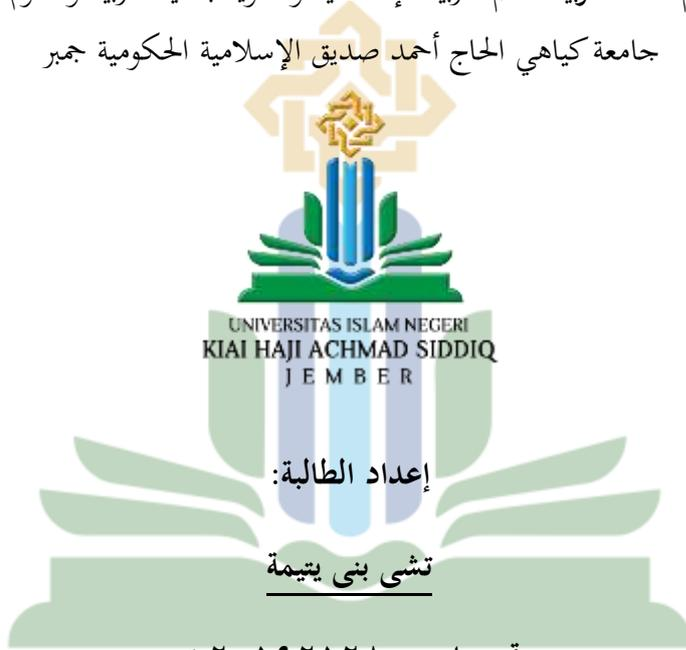 جامعة كياهي الحاج أحمد صديق الإسلامية الحكومية جمبر
UNIVERSITAS ISLAM NEGERI
KIAI HAJI ACHMAD SIDDIQ
JEMBER
إعداد الطالبة:
تشى بنى يتيمة